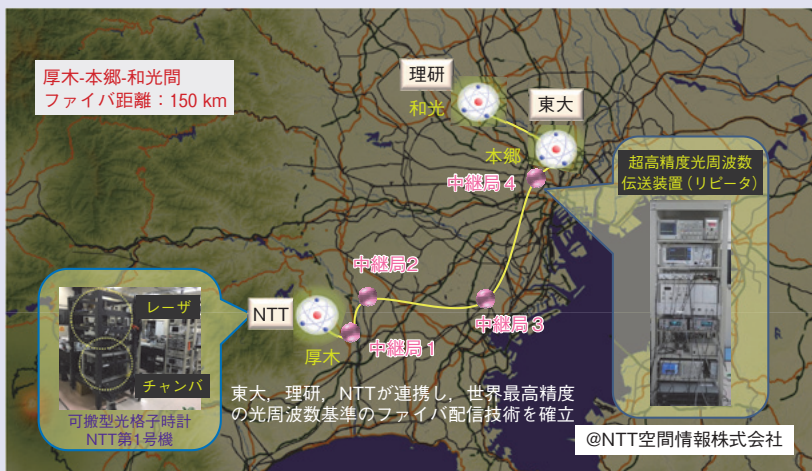 厚木-本郷-和光間
ファイバ距離：150 km
理研
和光
東大
本郷
中継局4
超高精度光周波数
伝送装置（リピータ）
中継局2
NTT
厚木
中継局1
中継局3
レーザ
チャンバ
可搬型光格子時計
NTT第1号機
東大，理研，NTTが連携し，世界最高精度
の光周波数基準のファイバ配信技術を確立
@NTT空間情報株式会社